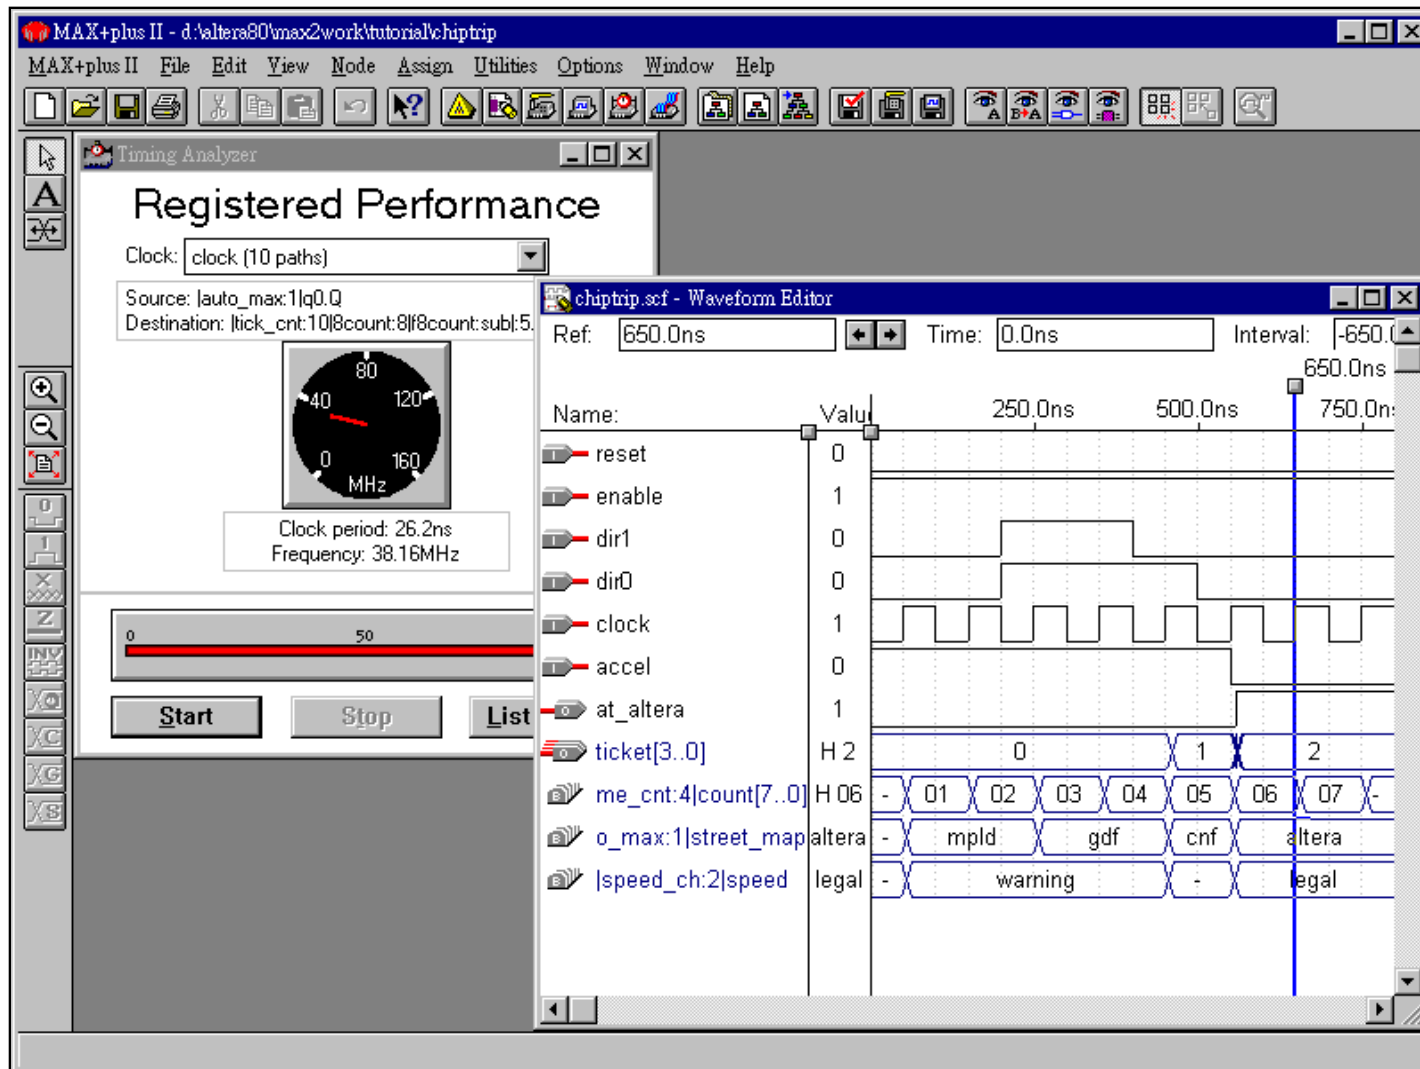 MAX+plus II - d:\altera80\max2work\tutorial\chiptrip
MAX+plus II File Edit View Node Assign Utilities Options Window Help
Timing Analyzer
Registered Performance
Clock: clock (10 paths)
Source: |auto_max:1|q0.Q
Destination: |tick_cnt:10|8count:8|f8count:sub|:5.
0 40 80 120 160
MHz
Clock period: 26.2ns
Frequency: 38.16MHz
0 50
Start Stop List
chiptrip.scf - Waveform Editor
Ref: 650.0ns Time: 0.0ns Interval: -650.0
650.0ns
Name: Valu 250.0ns 500.0ns 750.0n
reset 0
enable 1
dir1 0
dir0 0
clock 1
accel 0
at_altera 1
ticket[3..0] H 2 0 1 2
me_cnt:4|count[7..0] H 06 - 01 02 03 04 05 06 07 -
o_max:1|street_map altera - mpld gdf cnf altera
|speed_ch:2|speed legal - warning - legal